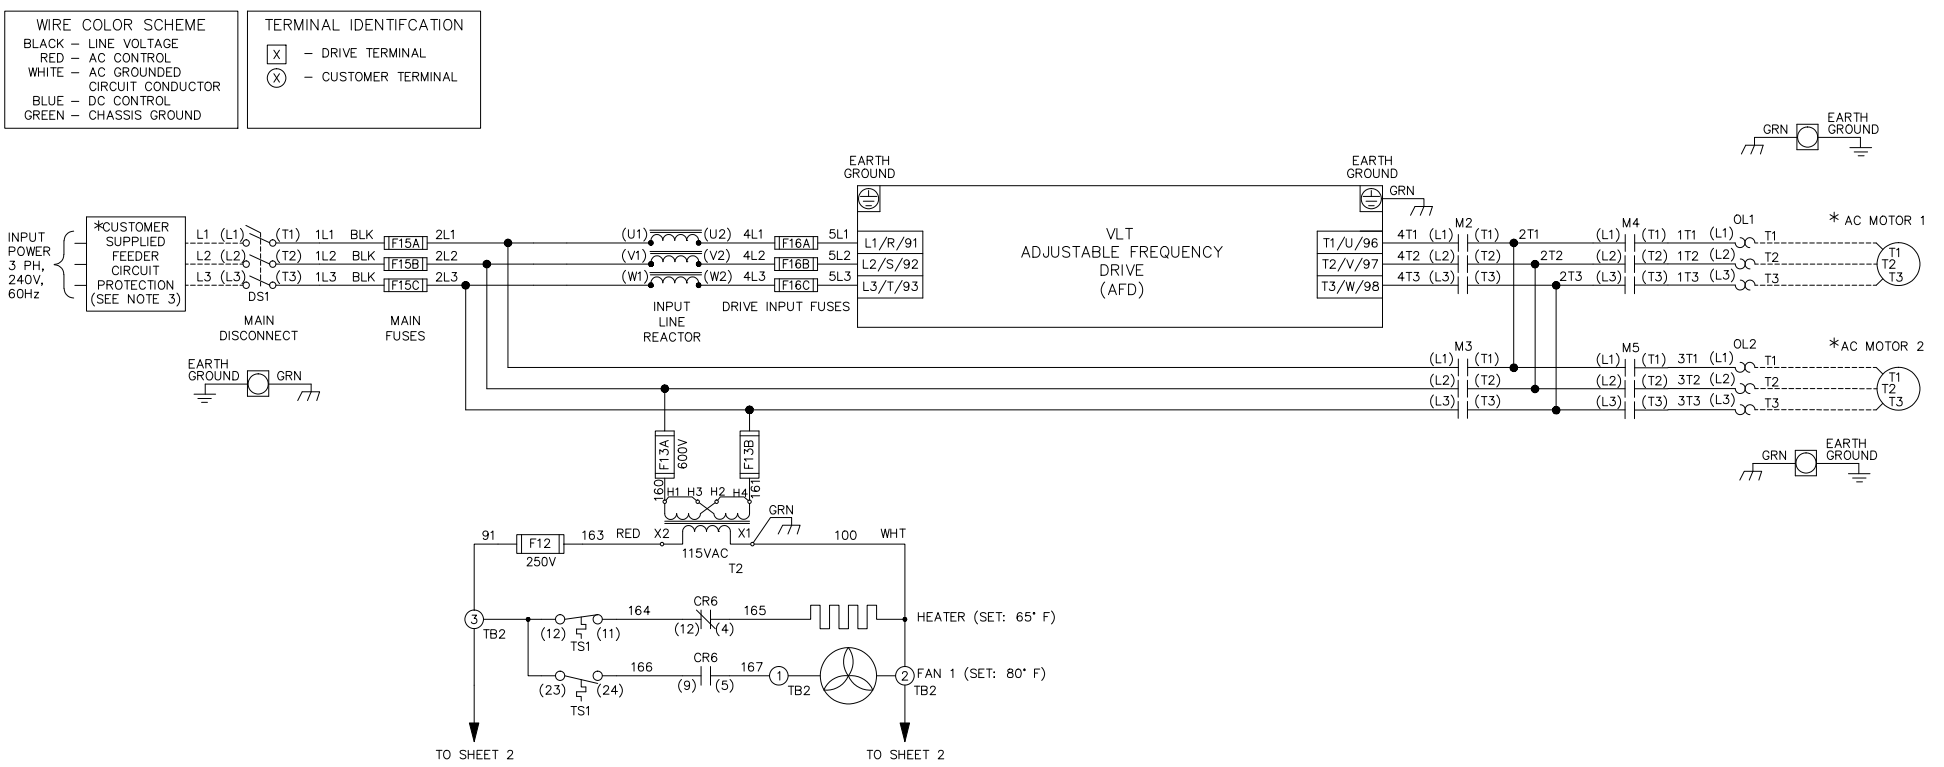 WIRE COLOR SCHEME
BLACK – LINE VOLTAGE
RED – AC CONTROL
WHITE – AC GROUNDED
CIRCUIT CONDUCTOR
BLUE – DC CONTROL
GREEN – CHASSIS GROUND
TERMINAL IDENTIFCATION
X – DRIVE TERMINAL
X – CUSTOMER TERMINAL
GRN
EARTH
GROUND
EARTH
GROUND
EARTH
GROUND
GRN
INPUT
POWER
3 PH,
240V,
60Hz
*CUSTOMER
SUPPLIED
FEEDER
CIRCUIT
PROTECTION
(SEE NOTE 3)
L1 (L1) (T1) 1L1 BLK F15A 2L1
L2 (L2) (T2) 1L2 BLK F15B 2L2
L3 (L3) (T3) 1L3 BLK F15C 2L3
DS1
MAIN
DISCONNECT
MAIN
FUSES
(U1) (U2) 4L1 F16A 5L1 L1/R/91
(V1) (V2) 4L2 F16B 5L2 L2/S/92
(W1) (W2) 4L3 F16C 5L3 L3/T/93
INPUT
LINE
REACTOR
DRIVE INPUT FUSES
VLT
ADJUSTABLE FREQUENCY
DRIVE
(AFD)
M2 M4 OL1 * AC MOTOR 1
T1/U/96 4T1 (L1) (T1) 2T1 (L1) (T1) 1T1 (L1) T1
T2/V/97 4T2 (L2) (T2) 2T2 (L2) (T2) 1T2 (L2) T2
T3/W/98 4T3 (L3) (T3) 2T3 (L3) (T3) 1T3 (L3) T3
T1
T2
T3
M3 M5 OL2 *AC MOTOR 2
(L1) (T1) (L1) (T1) 3T1 (L1) T1
(L2) (T2) (L2) (T2) 3T2 (L2) T2
(L3) (T3) (L3) (T3) 3T3 (L3) T3
T1
T2
T3
EARTH
GROUND GRN
GRN
EARTH
GROUND
F13A
600V
F13B
160
161
H1 H3 H2 H4
GRN
91 F12 163 RED X2 X1 100 WHT
250V
115VAC
T2
3
TB2
(12) (11) 164 CR6 165 HEATER (SET: 65° F)
TS1
(12) (4)
(23) (24) 166 CR6 167 1 2 FAN 1 (SET: 80° F)
TS1
(9) (5)
TB2
TB2
TO SHEET 2
TO SHEET 2